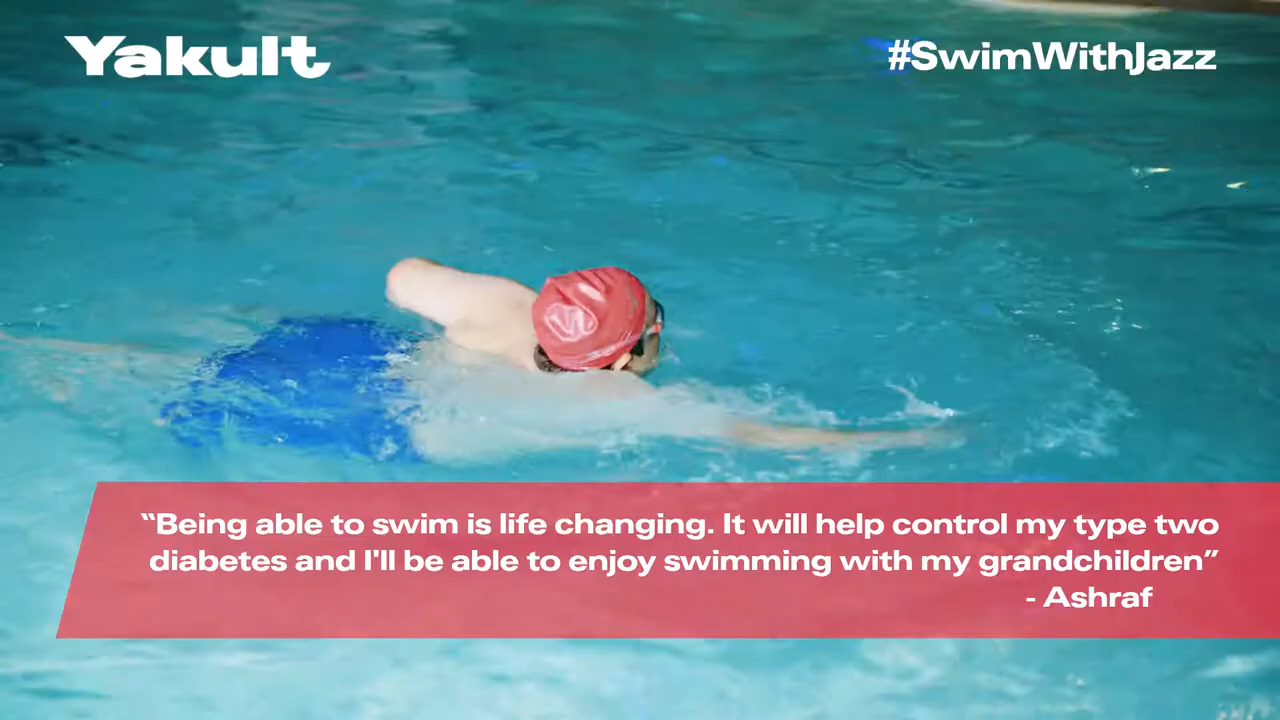 Yakult
#SwimWithJazz
“Being able to swim is life changing. It will help control my type two
diabetes and I'll be able to enjoy swimming with my grandchildren”
- Ashraf